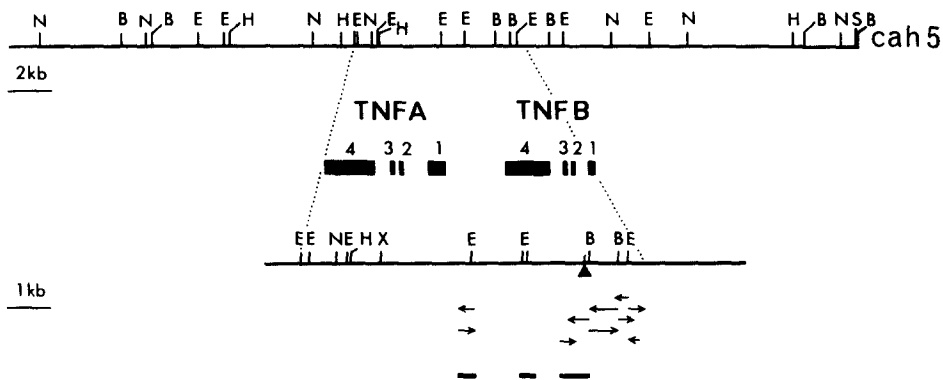 N B N B E E H N H E N E H E E B B E B E N E N H B N S B cah5
2kb
TNFA TNFB
4 3 2 1 4 3 2 1
E E N E H X E E B B E
1kb